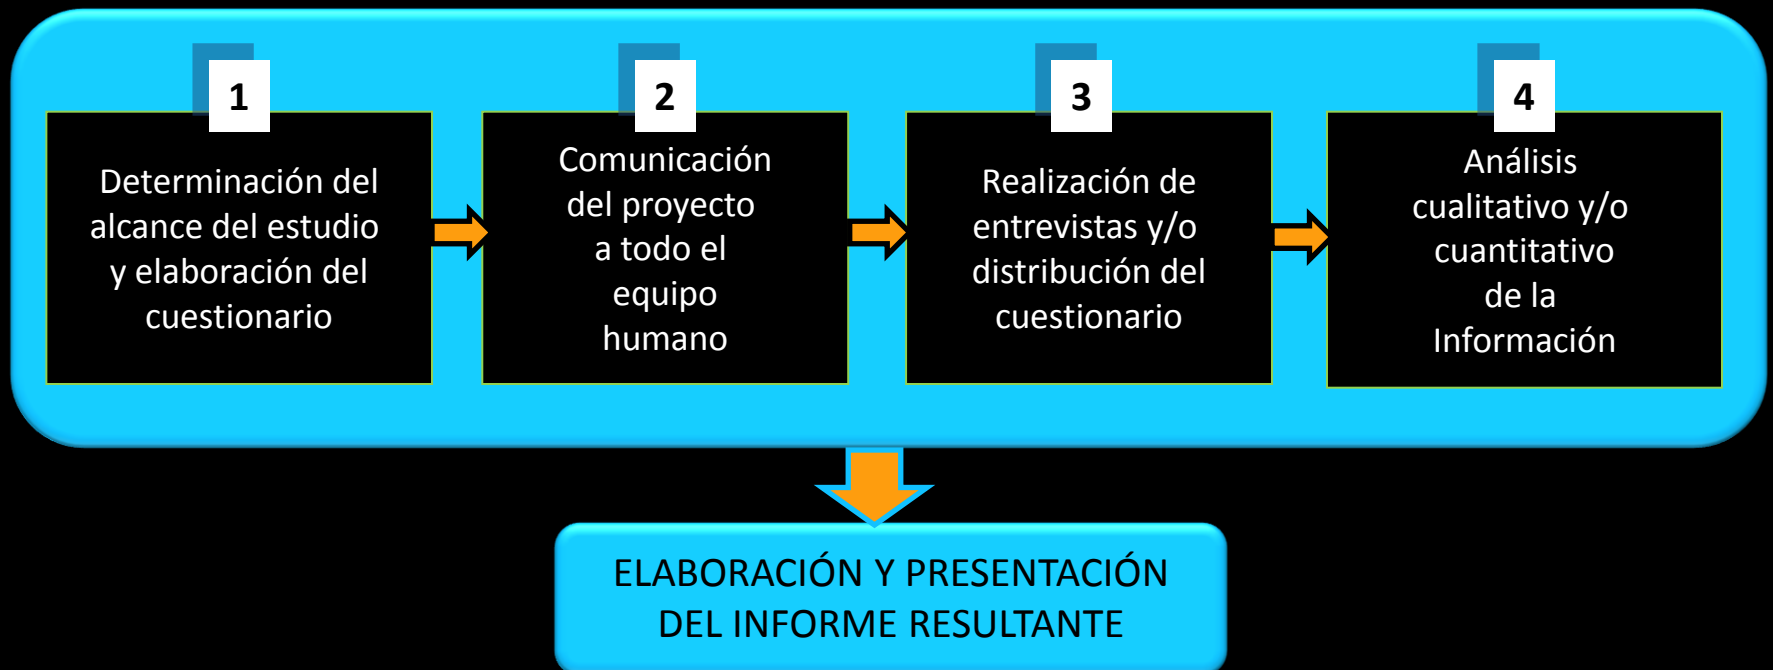 1
Determinación del
alcance del estudio
y elaboración del
cuestionario
2
Comunicación
del proyecto
a todo el
equipo
humano
3
Realización de
entrevistas y/o
distribución del
cuestionario
4
Análisis
cualitativo y/o
cuantitativo
de la
Información
ELABORACIÓN Y PRESENTACIÓN
DEL INFORME RESULTANTE